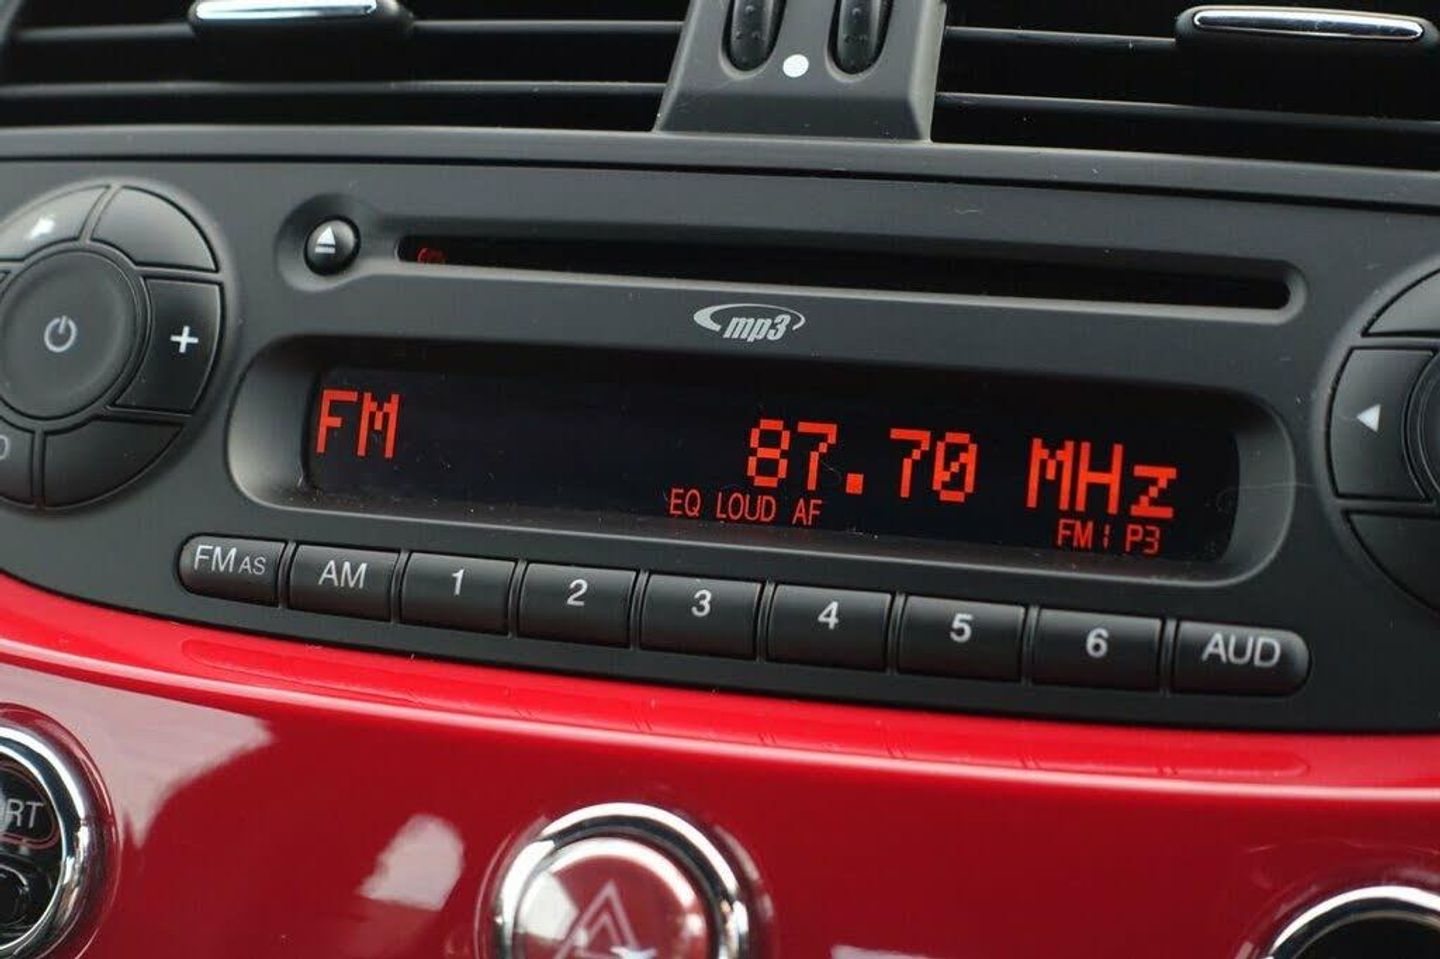 mp3
FM 87.70 MHz
EQ LOUD AF FM1 P3
FM AS AM 1 2 3 4 5 6 AUD
RT